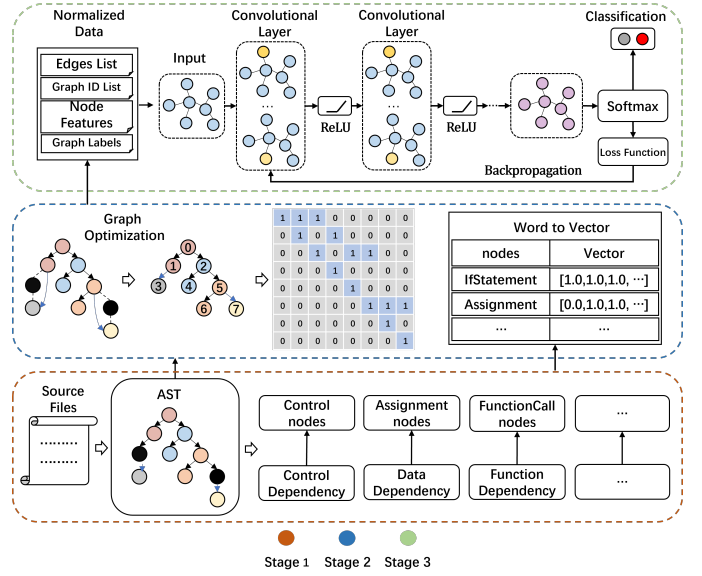 Normalized
Data
Edges List
Graph ID List
Node
Features
Graph Labels
Input
Convolutional
Layer
...
ReLU
Convolutional
Layer
...
ReLU
Classification
Softmax
Loss Function
Backpropagation
Graph
Optimization
0
1
2
3
4
5
6
7
1 1 1 0 0 0 0 0
0 1 0 1 0 0 0 0
0 0 1 0 1 1 0 0
0 0 0 1 0 0 0 0
0 0 0 0 1 0 0 0
0 0 0 0 0 1 1 1
0 0 0 0 0 0 1 0
0 0 0 0 0 0 0 1
Word to Vector
nodes Vector
IfStatement [1.0,1.0,1.0, ···]
Assignment [0.0,1.0,1.0, ···]
... ...
Source
Files
.........
.........
AST
Control
nodes
Assignment
nodes
FunctionCall
nodes
...
Control
Dependency
Data
Dependency
Function
Dependency
...
Stage 1 Stage 2 Stage 3